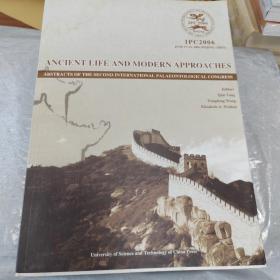 IPC2006
ANCIENT LIFE AND MODERN APPROACHES
ABSTRACTS OF THE SECOND INTERNATIONAL PALAEONTOLOGICAL CONGRESS
Editors
Qun Yang
Yongdong Wang
Elizabeth A. Weldon
University of Science and Technology of China Press